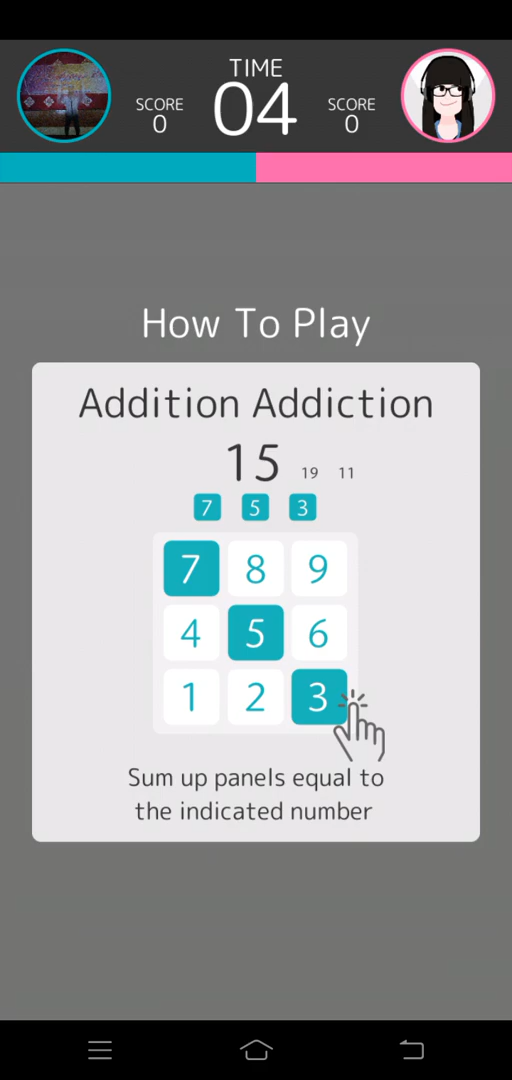 TIME
SCORE 04 SCORE
0 0
How To Play
Addition Addiction
15 19 11
7 5 3
7 8 9
4 5 6
1 2 3
Sum up panels equal to
the indicated number